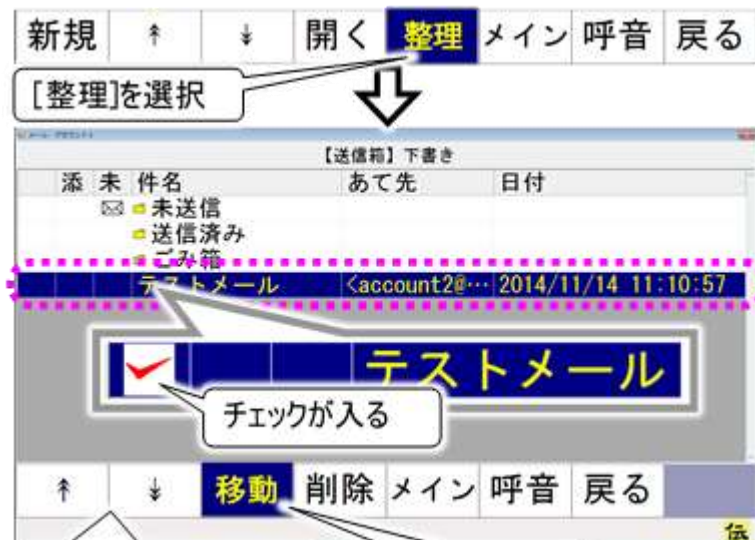 新規 ↟ ↡ 開く 整理 メイン 呼音 戻る
[整理]を選択
【送信箱】下書き
添 未 件名 あて先 日付
未送信
送信済み
ごみ箱
テストメール <account2@… 2014/11/14 11:10:57
テストメール
チェックが入る
↟ ↡ 移動 削除 メイン 呼音 戻る